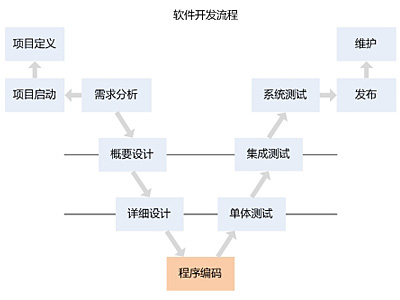 软件开发流程
项目定义
维护
项目启动
需求分析
系统测试
发布
概要设计
集成测试
详细设计
单体测试
程序编码